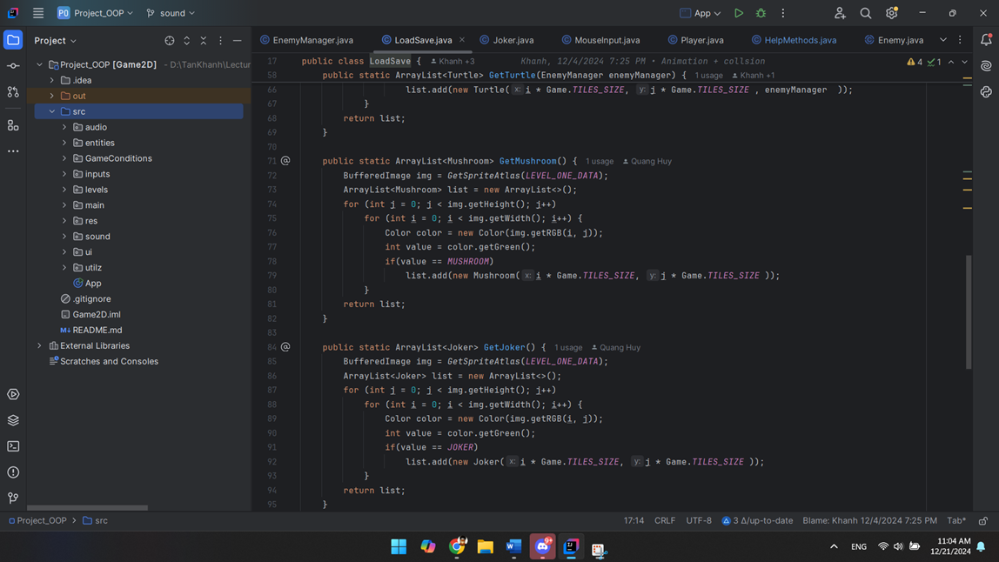 PO Project_OOP sound App
Project
Project_OOP [Game2D] - D:\TanKhanh\Lectur
.idea
out
src
audio
entities
GameConditions
inputs
levels
main
res
sound
ui
utilz
App
.gitignore
Game2D.iml
M↓ README.md
External Libraries
Scratches and Consoles
EnemyManager.java LoadSave.java Joker.java MouseInput.java Player.java HelpMethods.java Enemy.java
17 public class LoadSave { Khanh +3 Khanh, 12/4/2024 7:25 PM • Animation + collsion 4 1
58 public static ArrayList<Turtle> GetTurtle(EnemyManager enemyManager) { 1 usage Khanh +1
66 list.add(new Turtle( x: i * Game.TILES_SIZE, y: j * Game.TILES_SIZE , enemyManager ));
67 }
68 return list;
69 }
70
71 @ public static ArrayList<Mushroom> GetMushroom() { 1 usage Quang Huy
72 BufferedImage img = GetSpriteAtlas(LEVEL_ONE_DATA);
73 ArrayList<Mushroom> list = new ArrayList<>();
74 for (int j = 0; j < img.getHeight(); j++)
75 for (int i = 0; i < img.getWidth(); i++) {
76 Color color = new Color(img.getRGB(i, j));
77 int value = color.getGreen();
78 if(value == MUSHROOM)
79 list.add(new Mushroom( x: i * Game.TILES_SIZE, y: j * Game.TILES_SIZE ));
80 }
81 return list;
82 }
83
84 @ public static ArrayList<Joker> GetJoker() { 1 usage Quang Huy
85 BufferedImage img = GetSpriteAtlas(LEVEL_ONE_DATA);
86 ArrayList<Joker> list = new ArrayList<>();
87 for (int j = 0; j < img.getHeight(); j++)
88 for (int i = 0; i < img.getWidth(); i++) {
89 Color color = new Color(img.getRGB(i, j));
90 int value = color.getGreen();
91 if(value == JOKER)
92 list.add(new Joker( x: i * Game.TILES_SIZE, y: j * Game.TILES_SIZE ));
93 }
94 return list;
95 }
Project_OOP > src 17:14 CRLF UTF-8 3 Δ/up-to-date Blame: Khanh 12/4/2024 7:25 PM Tab*
W 9+ ENG 11:04 AM
12/21/2024